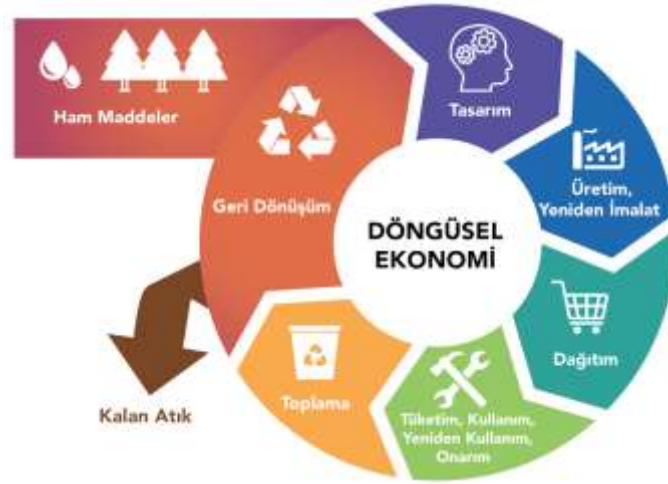 Ham Maddeler
Tasarım
Geri Dönüşüm
Üretim,
Yeniden İmalat
DÖNGÜSEL
EKONOMİ
Dağıtım
Toplama
Tüketim, Kullanım,
Yeniden Kullanım,
Onarım
Kalan Atık